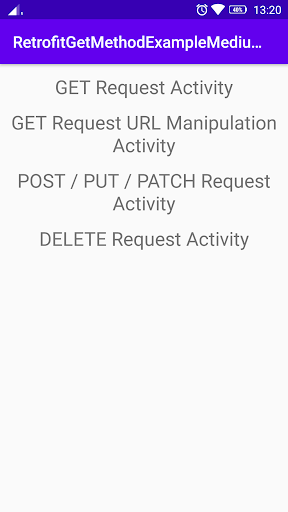 13:20
RetrofitGetMethodExampleMediu...
GET Request Activity
GET Request URL Manipulation
Activity
POST / PUT / PATCH Request
Activity
DELETE Request Activity